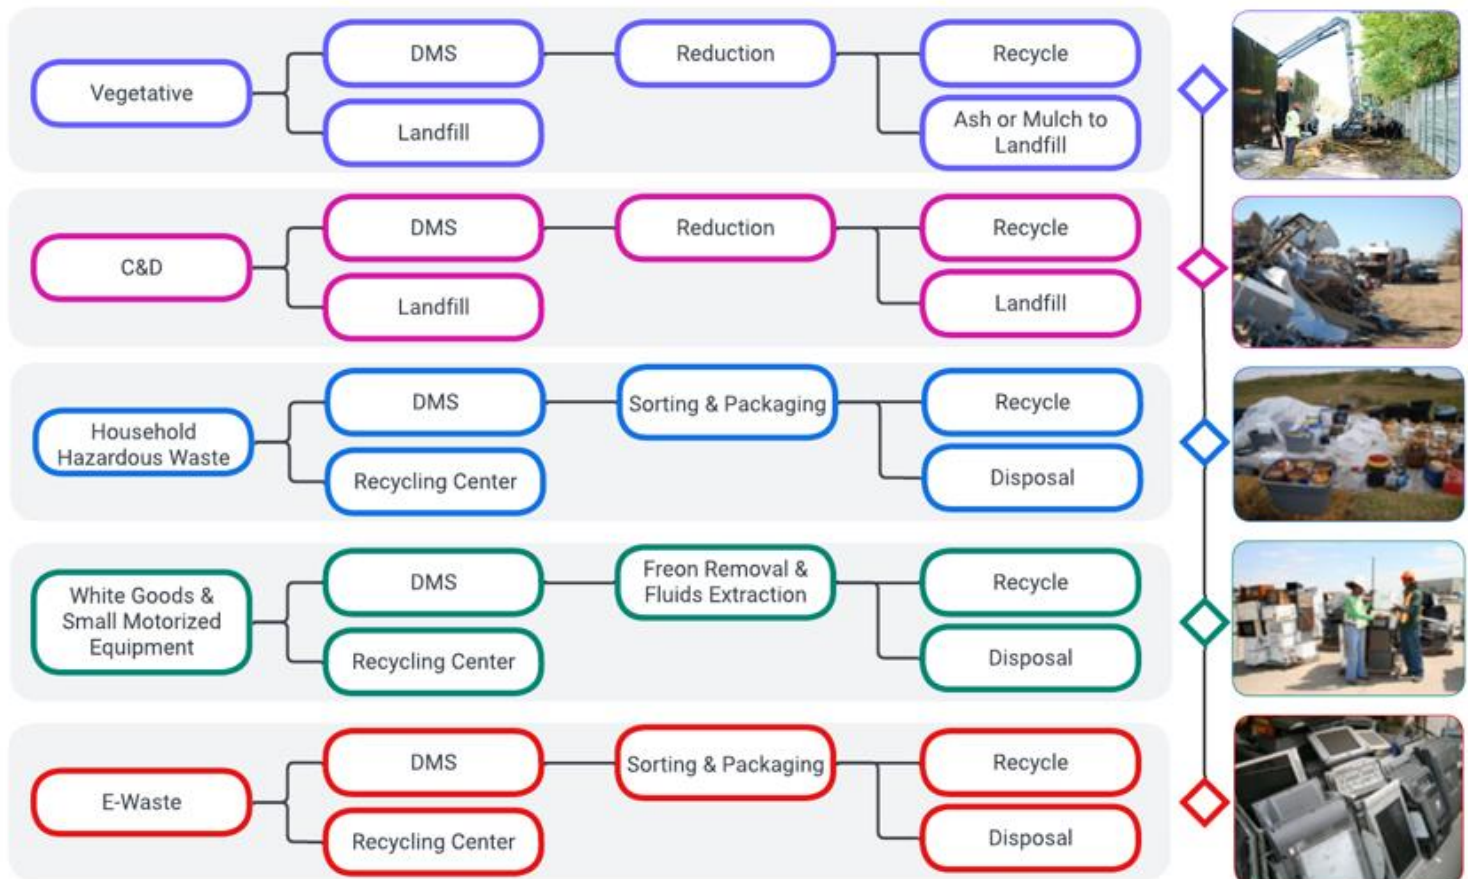 DMS
Reduction
Recycle
Vegetative
Landfill
Ash or Mulch to
Landfill
DMS
Reduction
Recycle
C&D
Landfill
Landfill
DMS
Sorting & Packaging
Recycle
Household
Hazardous Waste
Recycling Center
Disposal
DMS
Freon Removal &
Fluids Extraction
Recycle
White Goods &
Small Motorized
Equipment
Recycling Center
Disposal
DMS
Sorting & Packaging
Recycle
E-Waste
Recycling Center
Disposal